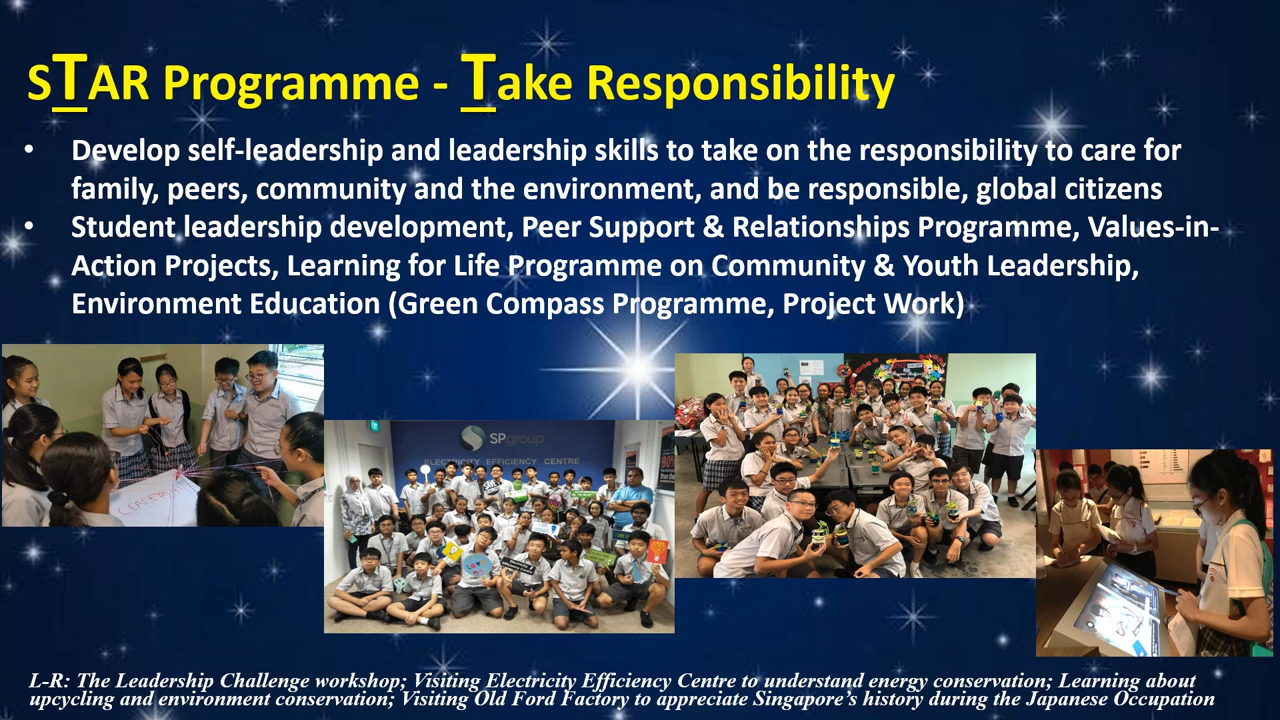 STAR Programme - Take Responsibility
• Develop self-leadership and leadership skills to take on the responsibility to care for
family, peers, community and the environment, and be responsible, global citizens
• Student leadership development, Peer Support & Relationships Programme, Values-in-
Action Projects, Learning for Life Programme on Community & Youth Leadership,
Environment Education (Green Compass Programme, Project Work)
SPgroup
ELECTRICITY EFFICIENCY CENTRE
L-R: The Leadership Challenge workshop; Visiting Electricity Efficiency Centre to understand energy conservation; Learning about
upcycling and environment conservation; Visiting Old Ford Factory to appreciate Singapore's history during the Japanese Occupation